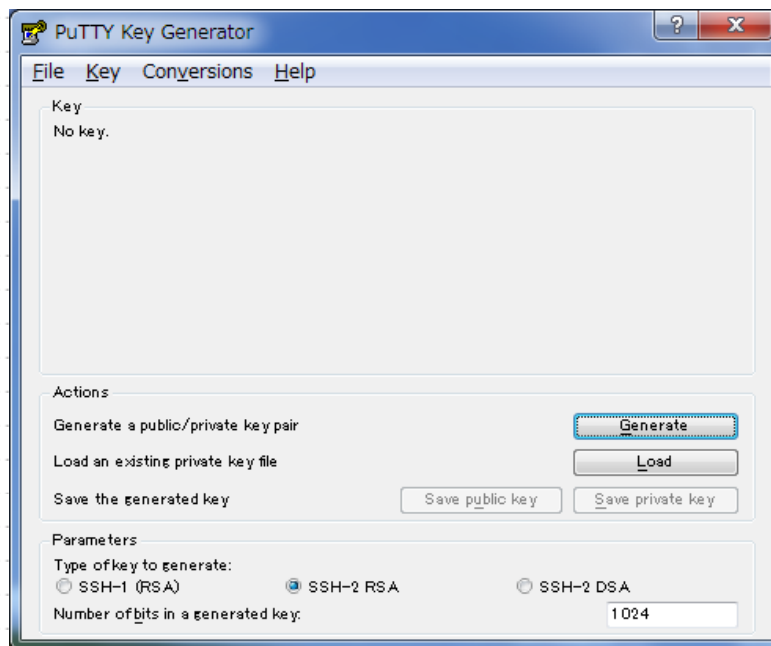 PuTTY Key Generator
? X
File Key Conversions Help
Key
No key.
Actions
Generate a public/private key pair Generate
Load an existing private key file Load
Save the generated key Save public key Save private key
Parameters
Type of key to generate:
SSH-1 (RSA) SSH-2 RSA SSH-2 DSA
Number of bits in a generated key: 1024